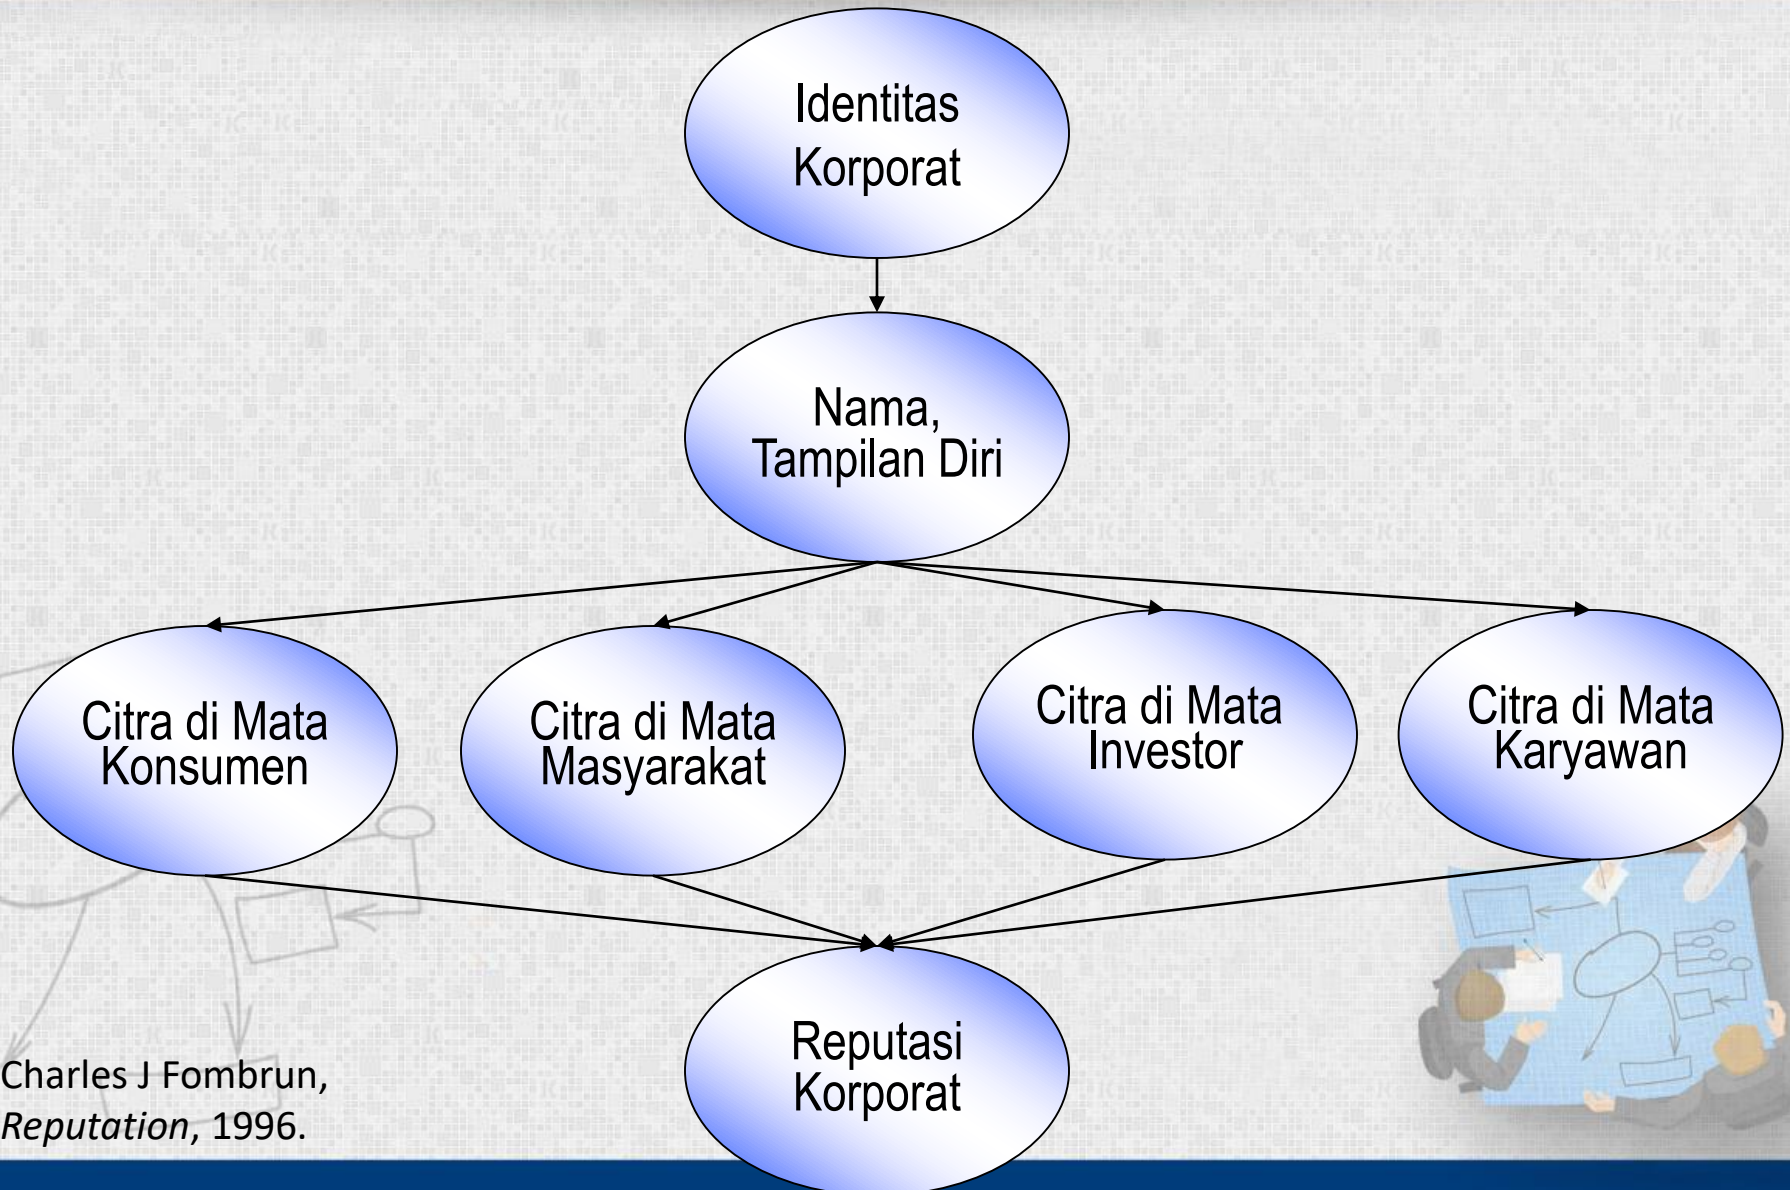 Identitas
Korporat
Nama,
Tampilan Diri
Citra di Mata
Konsumen
Citra di Mata
Masyarakat
Citra di Mata
Investor
Citra di Mata
Karyawan
Reputasi
Korporat
Charles J Fombrun,
Reputation, 1996.